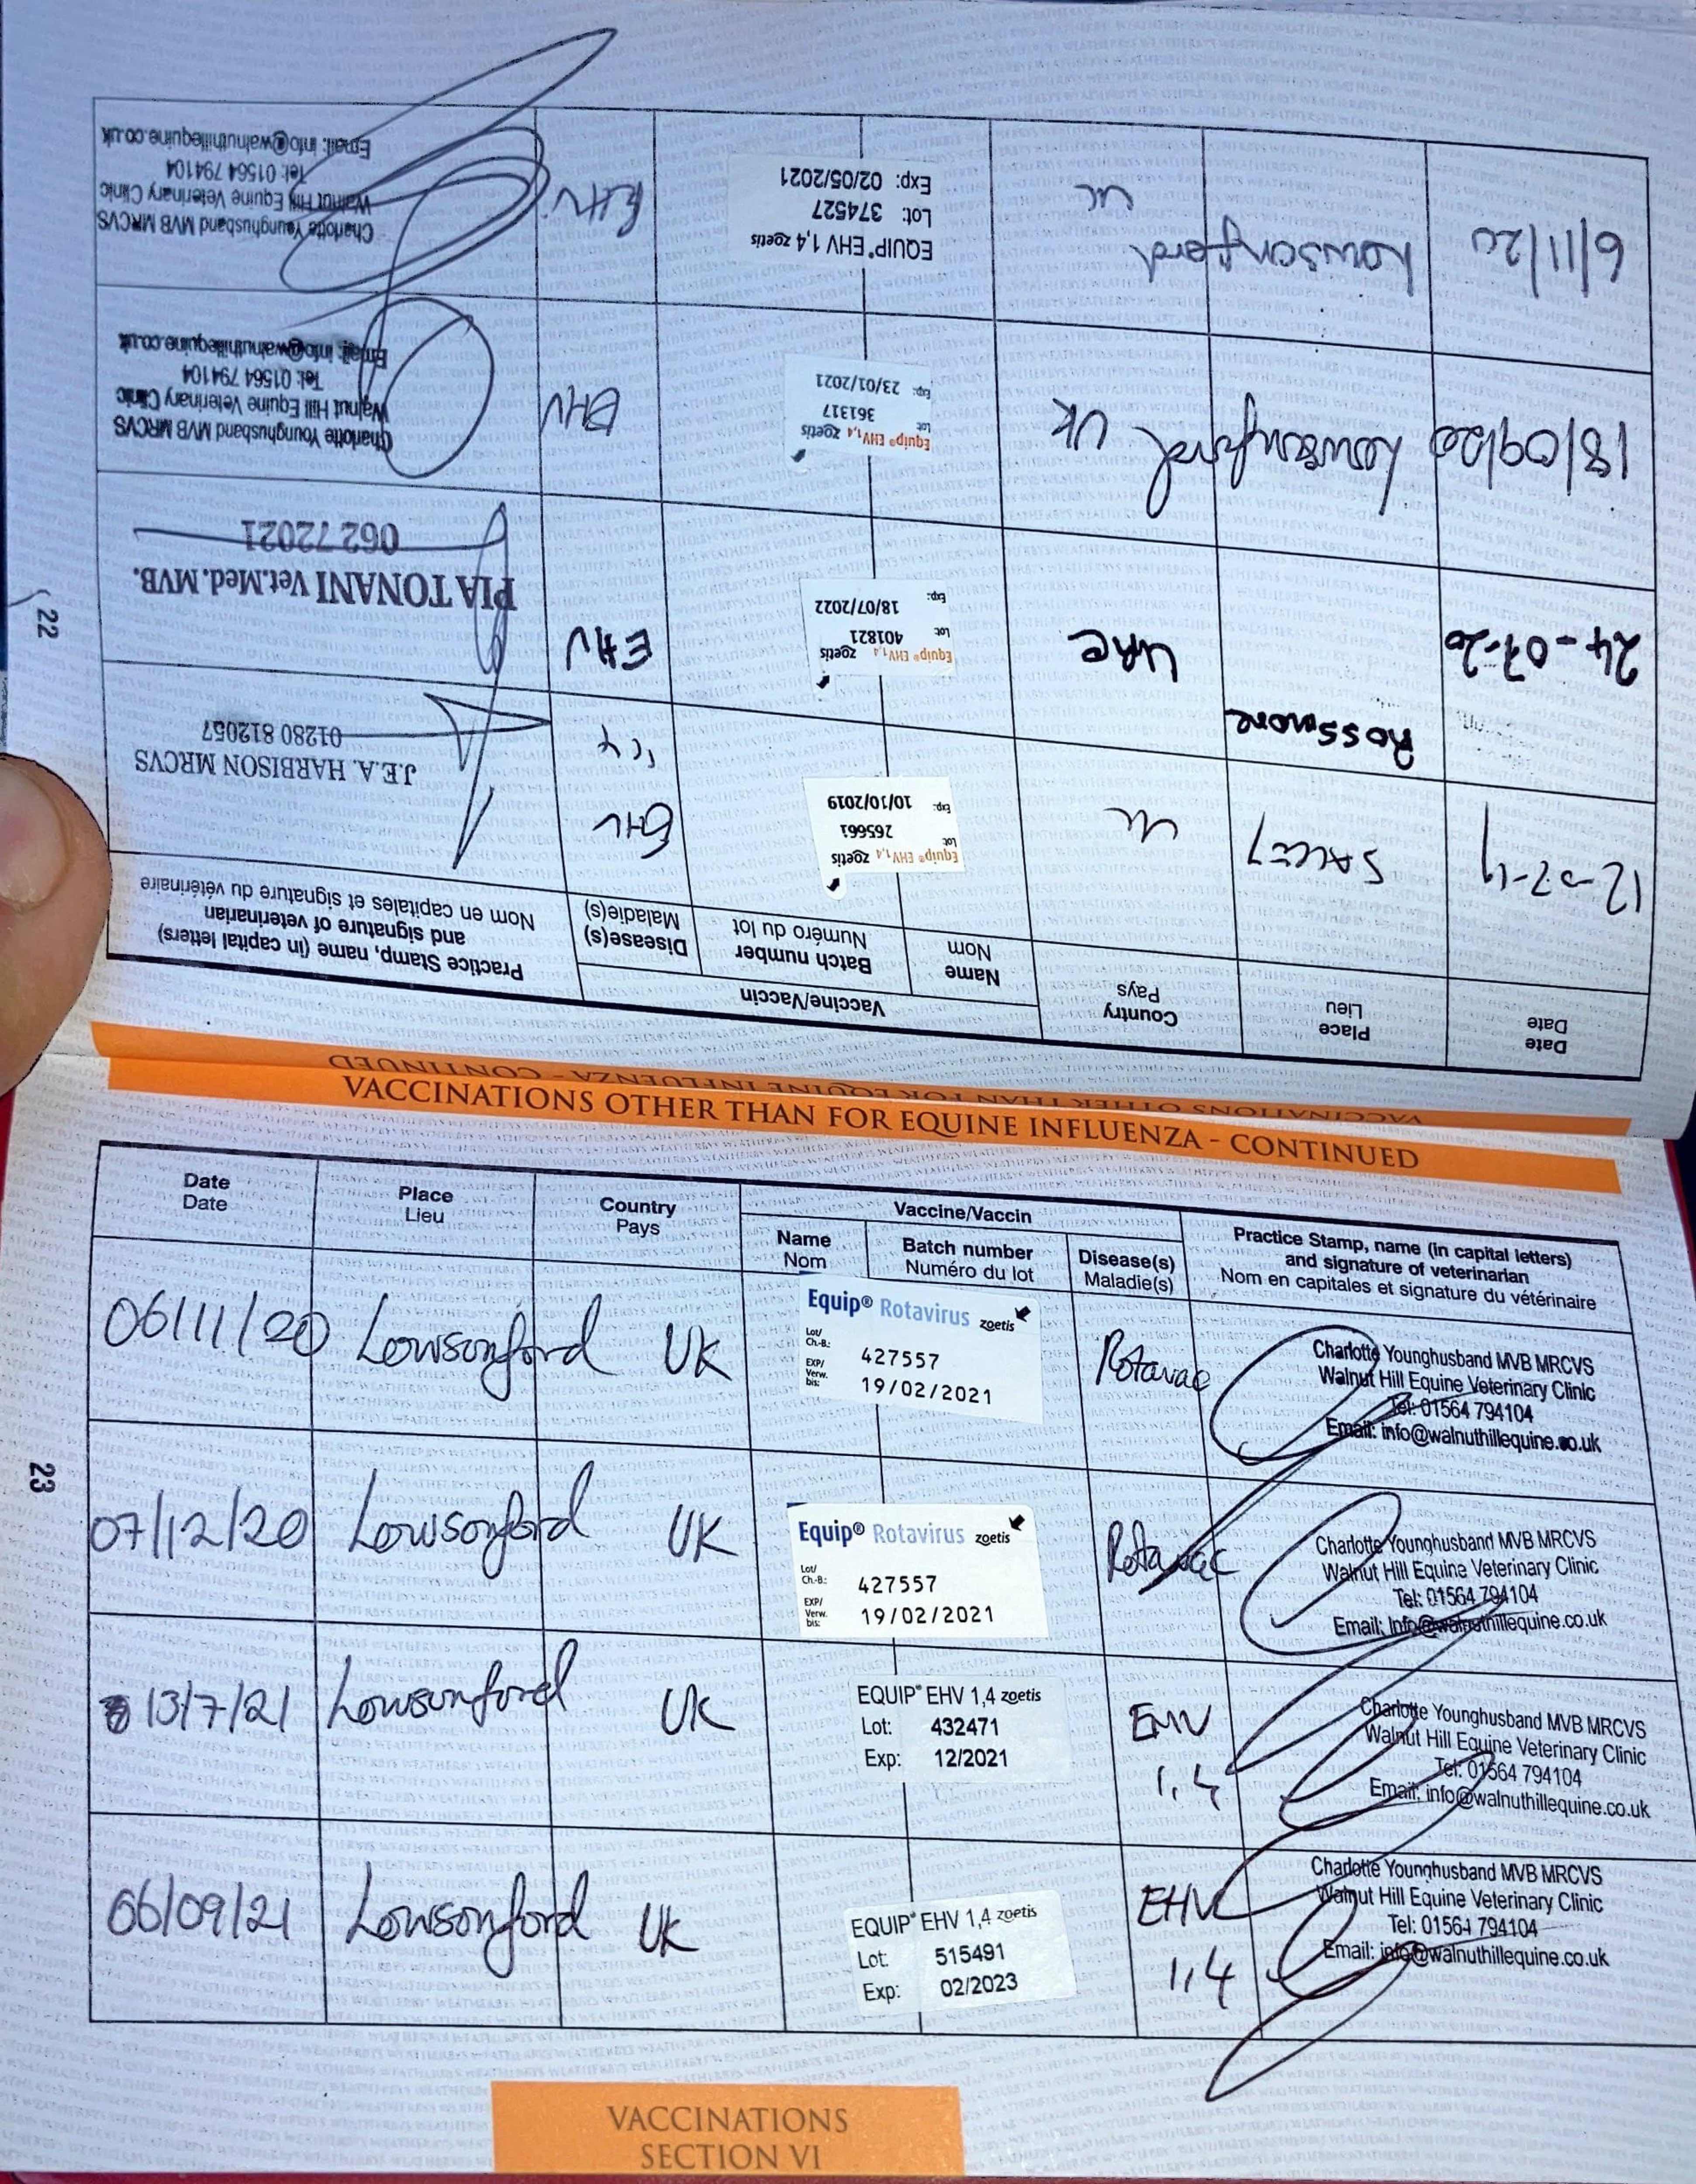 VACCINATIONS OTHER THAN FOR EQUINE INFLUENZA - CONTINUED
Date
Date
Place
Lieu
Country
Pays
Vaccine/Vaccin
Name
Nom
Batch number
Numéro du lot
Disease(s)
Maladie(s)
Practice Stamp, name (in capital letters)
and signature of veterinarian
Nom en capitales et signature du vétérinaire
UK
Equip® EHV1,4 zoetis
Lot 265661
Exp: 10/10/2019
EHV
1,4
J.E.A. HARBISON MRCVS
01280 812057
24-07-20
Rossmore
Equip® EHV1,4 zoetis
Lot 401821
Exp: 18/07/2022
EHV
PIA TONANI Vet.Med.MVB.
062 72021
18/09/20
Lowsonford
UK
Equip® EHV1,4 zoetis
Lot 361317
Exp: 23/01/2021
EHV
Charlotte Younghusband MVB MRCVS
Walnut Hill Equine Veterinary Clinic
Tel: 01564 794104
Email: info@walnuthillequine.co.uk
6/11/20
Lowsonford
UK
EQUIP® EHV 1,4 zoetis
Lot: 374527
Exp: 02/05/2021
EHV
Charlotte Younghusband MVB MRCVS
Walnut Hill Equine Veterinary Clinic
Tel: 01564 794104
Email: info@walnuthillequine.co.uk
22
VACCINATIONS OTHER THAN FOR EQUINE INFLUENZA - CONTINUED
Date
Date
Place
Lieu
Country
Pays
Vaccine/Vaccin
Name
Nom
Batch number
Numéro du lot
Disease(s)
Maladie(s)
Practice Stamp, name (in capital letters)
and signature of veterinarian
Nom en capitales et signature du vétérinaire
06/11/20
Lowsonford
UK
Equip® Rotavirus zoetis
Lot/
Ch.-B.: 427557
EXP/
Verw.
bis: 19/02/2021
Rotavac
Charlotte Younghusband MVB MRCVS
Walnut Hill Equine Veterinary Clinic
Tel: 01564 794104
Email: info@walnuthillequine.co.uk
07/12/20
Lowsonford
UK
Equip® Rotavirus zoetis
Lot/
Ch.-B.: 427557
EXP/
Verw.
bis: 19/02/2021
Rotavac
Charlotte Younghusband MVB MRCVS
Walnut Hill Equine Veterinary Clinic
Tel: 01564 794104
Email: info@walnuthillequine.co.uk
13/7/21
Lowsonford
UK
EQUIP® EHV 1,4 zoetis
Lot: 432471
Exp: 12/2021
EHV
1,4
Charlotte Younghusband MVB MRCVS
Walnut Hill Equine Veterinary Clinic
Tel: 01564 794104
Email: info@walnuthillequine.co.uk
06/09/21
Lowsonford
UK
EQUIP® EHV 1,4 zoetis
Lot: 515491
Exp: 02/2023
EHV
1,4
Charlotte Younghusband MVB MRCVS
Walnut Hill Equine Veterinary Clinic
Tel: 01564 794104
Email: info@walnuthillequine.co.uk
23
VACCINATIONS
SECTION VI